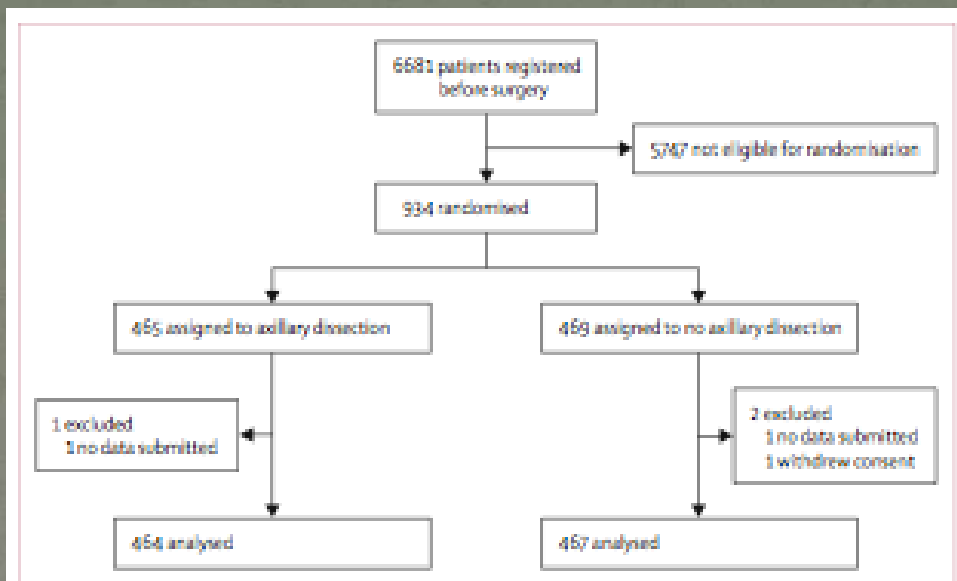 6681 patients registered
before surgery
5747 not eligible for randomisation
934 randomised
465 assigned to axillary dissection
469 assigned to no axillary dissection
1 excluded
1 no data submitted
2 excluded
1 no data submitted
1 withdrew consent
464 analysed
467 analysed